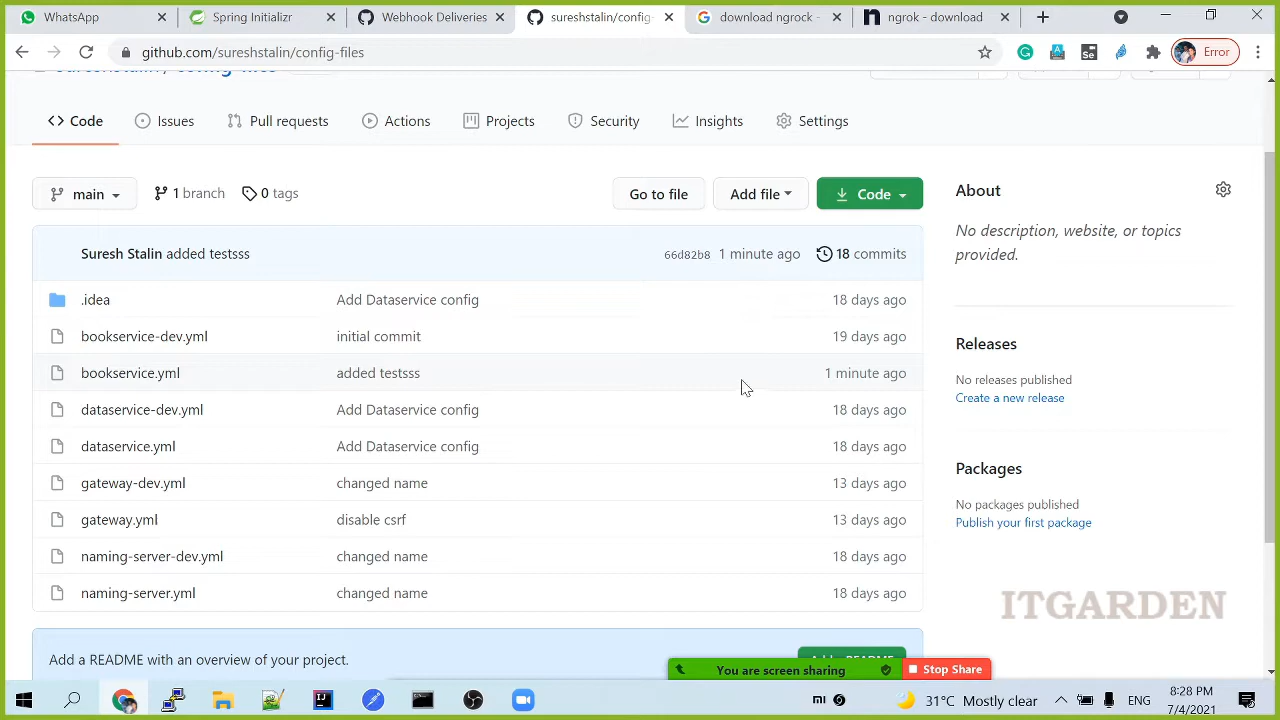 WhatsApp
Spring Initializr
Webhook Deliveries
sureshstalin/config
download ngrock -
ngrok - download
github.com/sureshstalin/config-files
Error
sureshstalin / config-files
Code
Issues
Pull requests
Actions
Projects
Security
Insights
Settings
main
1 branch
0 tags
Go to file
Add file
Code
About
No description, website, or topics
provided.
Suresh Stalin added testsss
66d82b8
1 minute ago
18 commits
.idea
Add Dataservice config
18 days ago
bookservice-dev.yml
initial commit
19 days ago
bookservice.yml
added testsss
1 minute ago
dataservice-dev.yml
Add Dataservice config
18 days ago
dataservice.yml
Add Dataservice config
18 days ago
gateway-dev.yml
changed name
13 days ago
gateway.yml
disable csrf
13 days ago
naming-server-dev.yml
changed name
18 days ago
naming-server.yml
changed name
18 days ago
Releases
No releases published
Create a new release
Packages
No packages published
Publish your first package
ITGARDEN
Add a README with an overview of your project.
Add a README
You are screen sharing
Stop Share
31°C Mostly clear
ENG
8:28 PM
7/4/2021